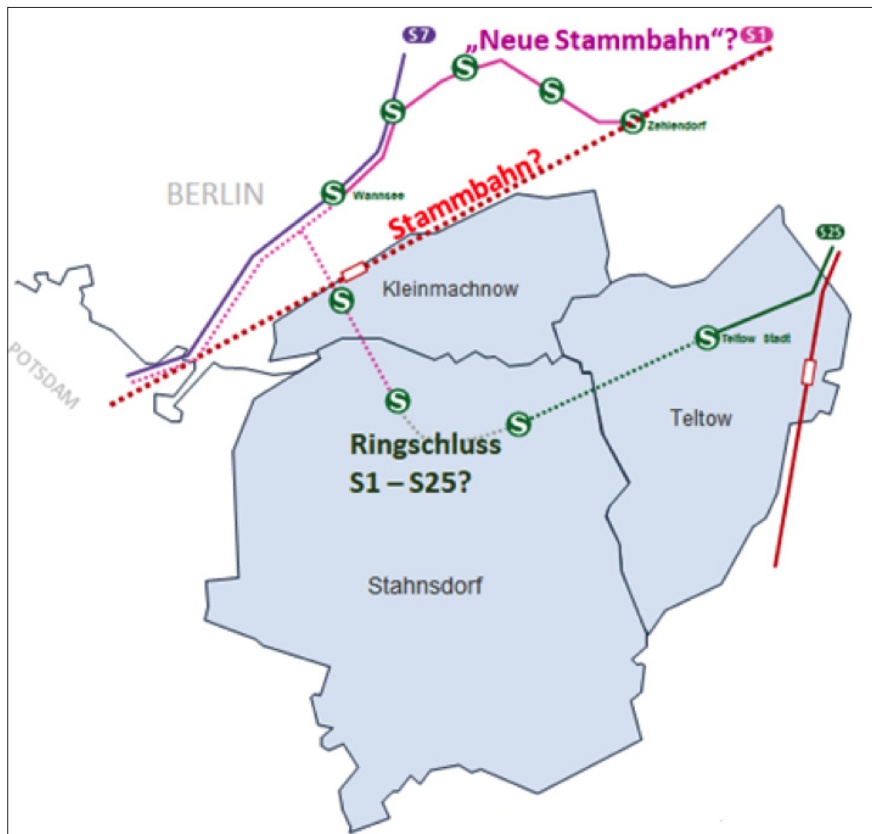 S7
„Neue Stammbahn“?
S1
S
S
S
S
Zehlendorf
BERLIN
S
Wannsee
Stammbahn?
S25
Kleinmachnow
S
S
Teltow Stadt
POTSDAM
S
S
Teltow
Ringschluss
S1 – S25?
Stahnsdorf